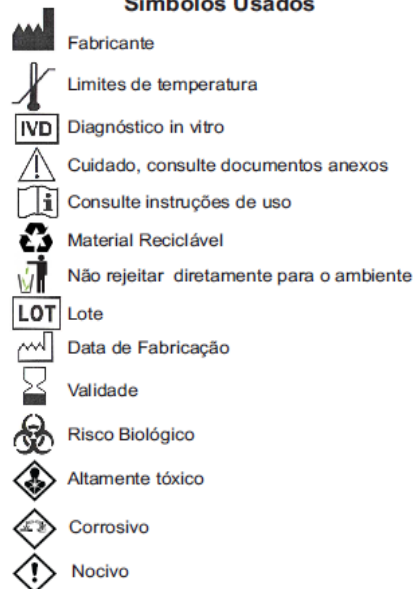 Símbolos Usados
Fabricante
Limites de temperatura
IVD Diagnóstico in vitro
Cuidado, consulte documentos anexos
i Consulte instruções de uso
Material Reciclável
Não rejeitar diretamente para o ambiente
LOT Lote
Data de Fabricação
Validade
Risco Biológico
Altamente tóxico
Corrosivo
Nocivo